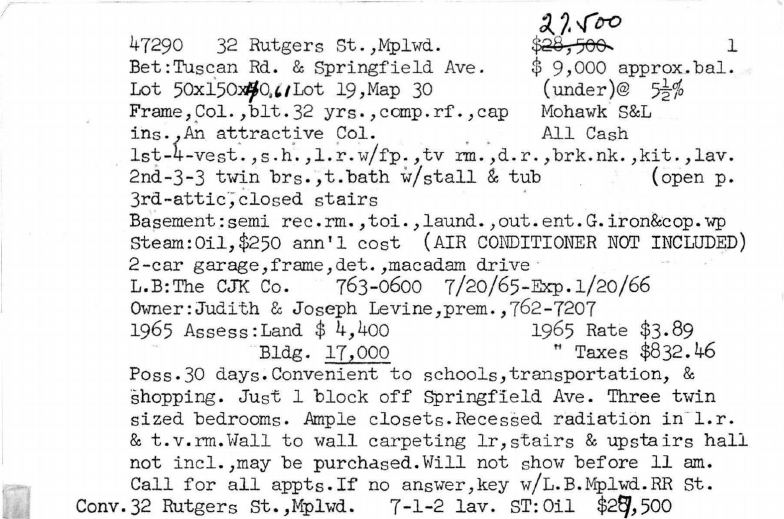 27.500
47290 32 Rutgers St.,Mplwd. $28,500 1
Bet:Tuscan Rd. & Springfield Ave. $ 9,000 approx.bal.
Lot 50x150x40.61 Lot 19,Map 30 (under)@ 5½%
Frame,Col.,blt.32 yrs.,comp.rf.,cap Mohawk S&L
ins.,An attractive Col. All Cash
1st-4-vest.,s.h.,l.r.w/fp.,tv rm.,d.r.,brk.nk.,kit.,lav.
2nd-3-3 twin brs.,t.bath w/stall & tub (open p.
3rd-attic,closed stairs
Basement:semi rec.rm.,toi.,laund.,out.ent.G.iron&cop.wp
Steam:Oil,$250 ann'l cost (AIR CONDITIONER NOT INCLUDED)
2-car garage,frame,det.,macadam drive
L.B:The CJK Co. 763-0600 7/20/65-Exp.1/20/66
Owner:Judith & Joseph Levine,prem.,762-7207
1965 Assess:Land $ 4,400 1965 Rate $3.89
Bldg. 17,000 " Taxes $832.46
Poss.30 days.Convenient to schools,transportation, &
shopping. Just 1 block off Springfield Ave. Three twin
sized bedrooms. Ample closets.Recessed radiation in l.r.
& t.v.rm.Wall to wall carpeting lr,stairs & upstairs hall
not incl.,may be purchased.Will not show before 11 am.
Call for all appts.If no answer,key w/L.B.Mplwd.RR St.
Conv.32 Rutgers St.,Mplwd. 7-1-2 lav. ST:Oil $27,500